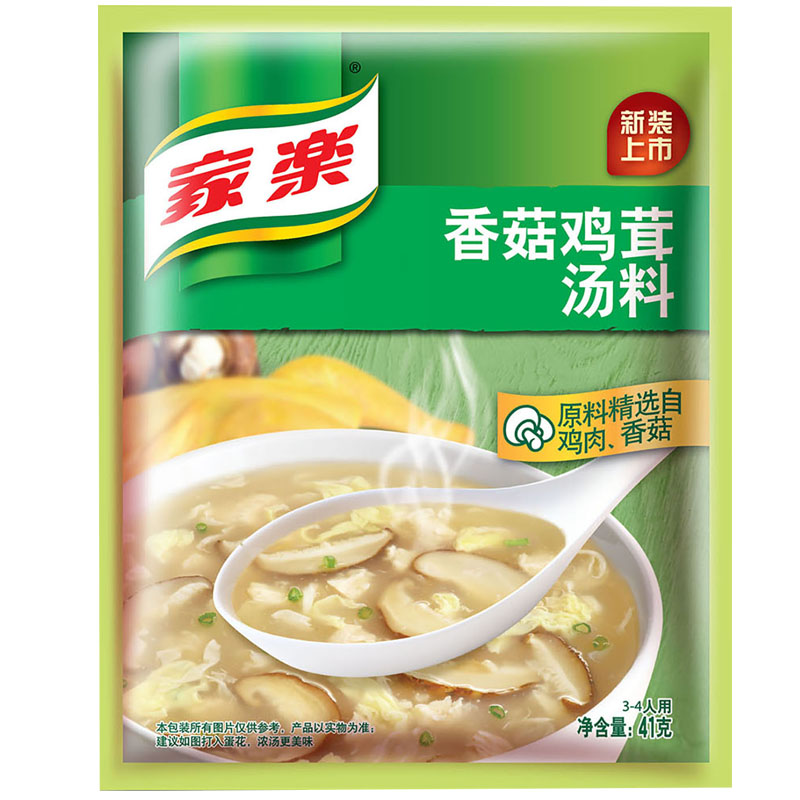 家楽
®
新装
上市
香菇鸡茸
汤料
原料精选自
鸡肉、香菇
3-4人用
净含量:41克
本包装所有图片仅供参考,产品以实物为准;
建议如图打入蛋花,浓汤更美味